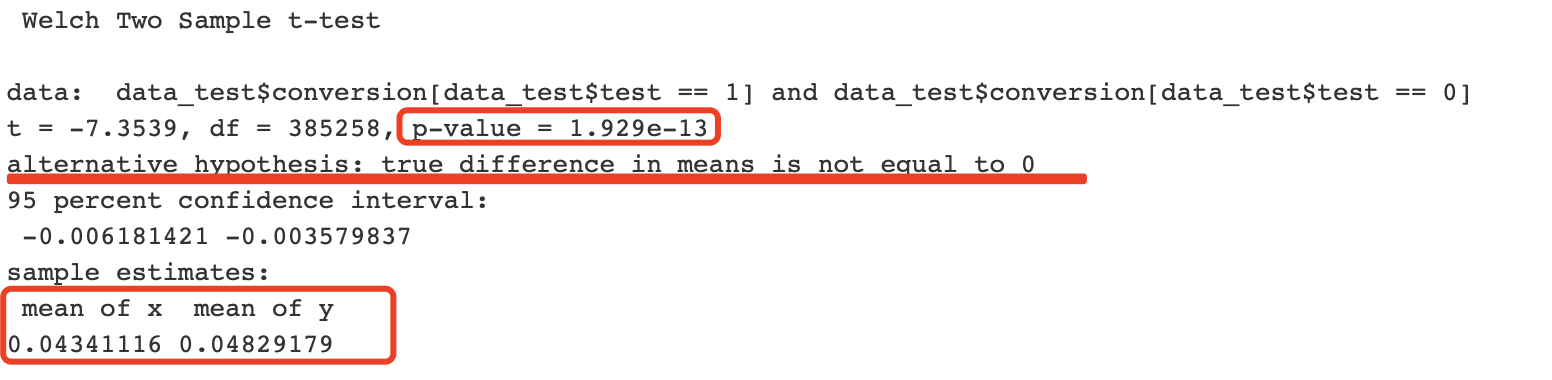 Welch Two Sample t-test
data:  data_test$conversion[data_test$test == 1] and data_test$conversion[data_test$test == 0]
t = -7.3539, df = 385258, p-value = 1.929e-13
alternative hypothesis: true difference in means is not equal to 0
95 percent confidence interval:
 -0.006181421 -0.003579837
sample estimates:
 mean of x  mean of y
0.04341116 0.04829179